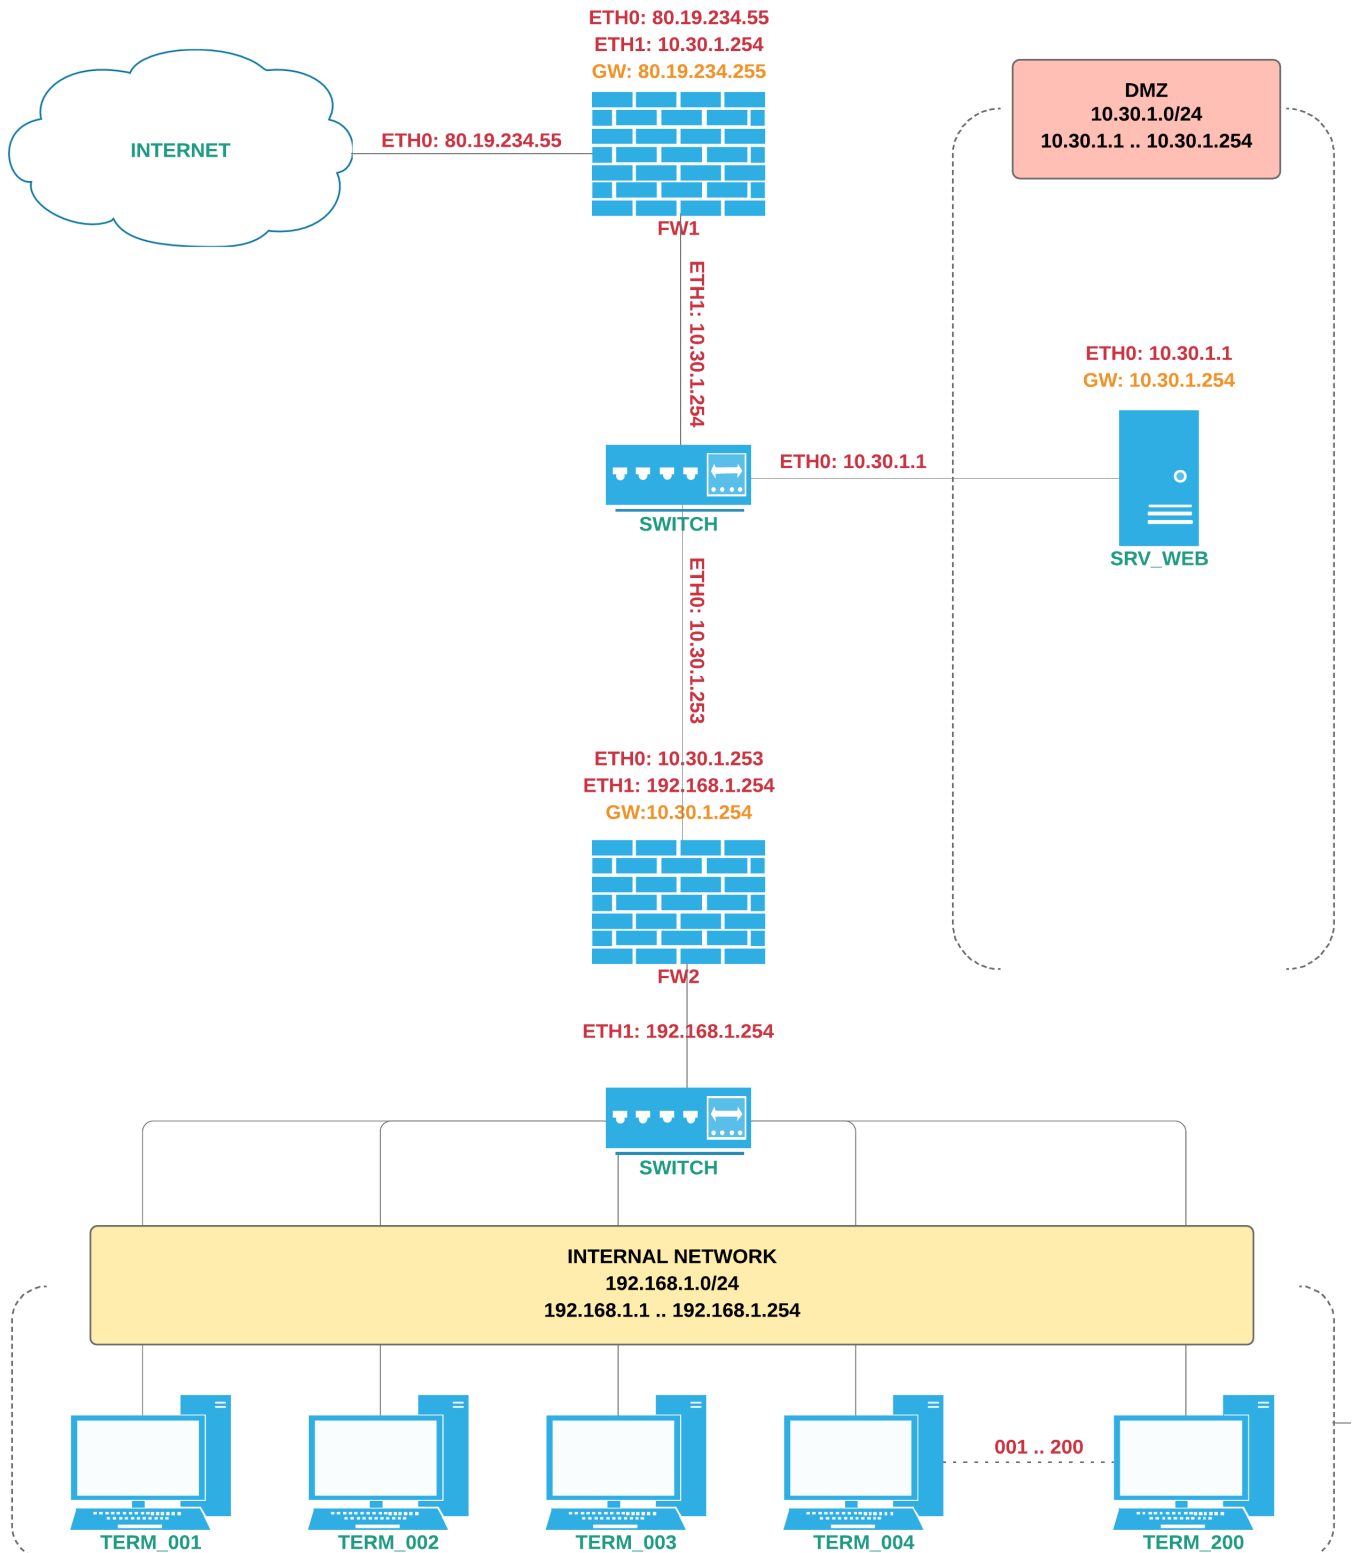 ETH0: 80.19.234.55
ETH1: 10.30.1.254
GW: 80.19.234.255
DMZ
10.30.1.0/24
10.30.1.1 .. 10.30.1.254
INTERNET
ETH0: 80.19.234.55
FW1
ETH1: 10.30.1.254
ETH0: 10.30.1.1
GW: 10.30.1.254
ETH0: 10.30.1.1
SWITCH
SRV_WEB
ETH0: 10.30.1.253
ETH0: 10.30.1.253
ETH1: 192.168.1.254
GW:10.30.1.254
FW2
ETH1: 192.168.1.254
SWITCH
INTERNAL NETWORK
192.168.1.0/24
192.168.1.1 .. 192.168.1.254
001 .. 200
TERM_001
TERM_002
TERM_003
TERM_004
TERM_200